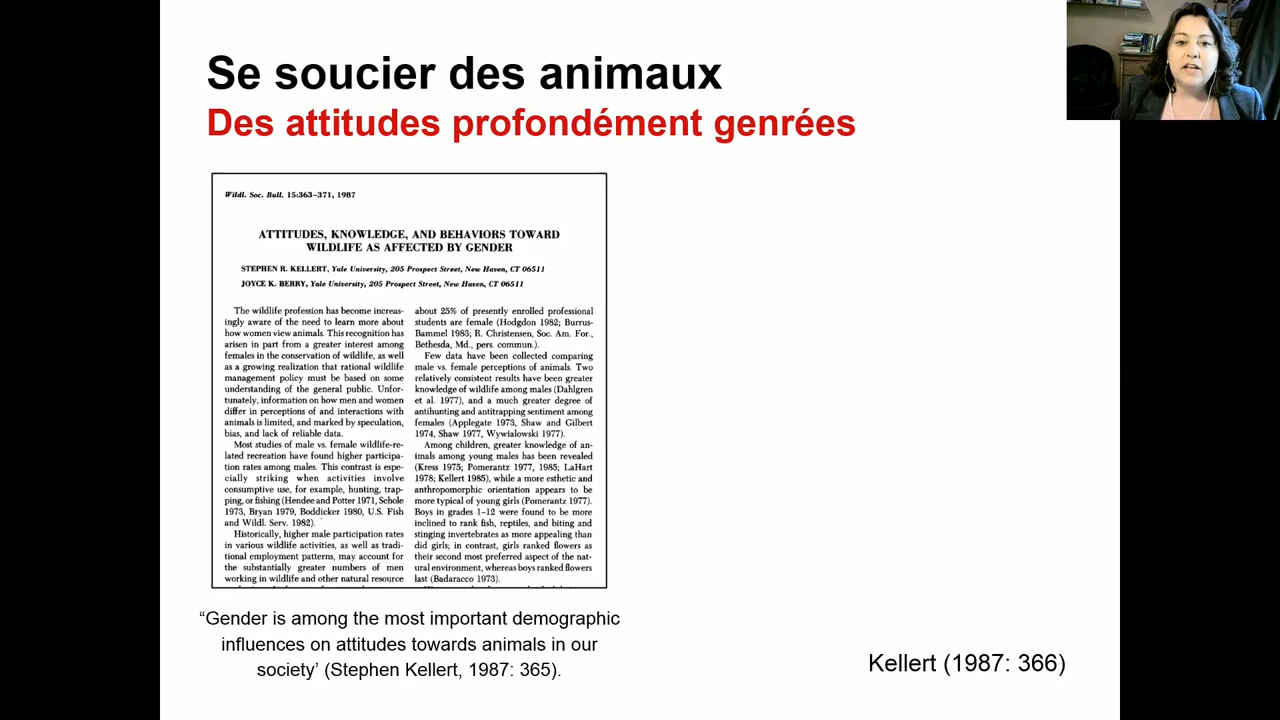 Se soucier des animaux
Des attitudes profondément genrées
Wildl. Soc. Bull. 15:363–371, 1987
ATTITUDES, KNOWLEDGE, AND BEHAVIORS TOWARD
WILDLIFE AS AFFECTED BY GENDER
STEPHEN R. KELLERT, Yale University, 205 Prospect Street, New Haven, CT 06511
JOYCE K. BERRY, Yale University, 205 Prospect Street, New Haven, CT 06511
The wildlife profession has become increas-
ingly aware of the need to learn more about
how women view animals. This recognition has
arisen in part from a greater interest among
females in the conservation of wildlife, as well
as a growing realization that rational wildlife
management policy must be based on some
understanding of the general public. Unfor-
tunately, information on how men and women
differ in perceptions of and interactions with
animals is limited, and marked by speculation,
bias, and lack of reliable data.
Most studies of male vs. female wildlife-re-
lated recreation have found higher participa-
tion rates among males. This contrast is espe-
cially striking when activities involve
consumptive use, for example, hunting, trap-
ping, or fishing (Hendee and Potter 1971, Schole
1973, Bryan 1979, Boddicker 1980, U.S. Fish
and Wildl. Serv. 1982).
Historically, higher male participation rates
in various wildlife activities, as well as tradi-
tional employment patterns, may account for
the substantially greater numbers of men
working in wildlife and other natural resource
about 25% of presently enrolled professional
students are female (Hodgdon 1982; Burrus-
Bammel 1983; R. Christensen, Soc. Am. For.,
Bethesda, Md., pers. commun.).
Few data have been collected comparing
male vs. female perceptions of animals. Two
relatively consistent results have been greater
knowledge of wildlife among males (Dahlgren
et al. 1977), and a much greater degree of
antihunting and antitrapping sentiment among
females (Applegate 1973, Shaw and Gilbert
1974, Shaw 1977, Wywialowski 1977).
Among children, greater knowledge of an-
imals among young males has been revealed
(Kress 1975; Pomerantz 1977, 1985; LaHart
1978; Kellert 1985), while a more esthetic and
anthropomorphic orientation appears to be
more typical of young girls (Pomerantz 1977).
Boys in grades 1–12 were found to be more
inclined to rank fish, reptiles, and biting and
stinging invertebrates as more appealing than
did girls; in contrast, girls ranked flowers as
their second most preferred aspect of the nat-
ural environment, whereas boys ranked flowers
last (Badaracco 1973).
“Gender is among the most important demographic
influences on attitudes towards animals in our
society’ (Stephen Kellert, 1987: 365).
Kellert (1987: 366)